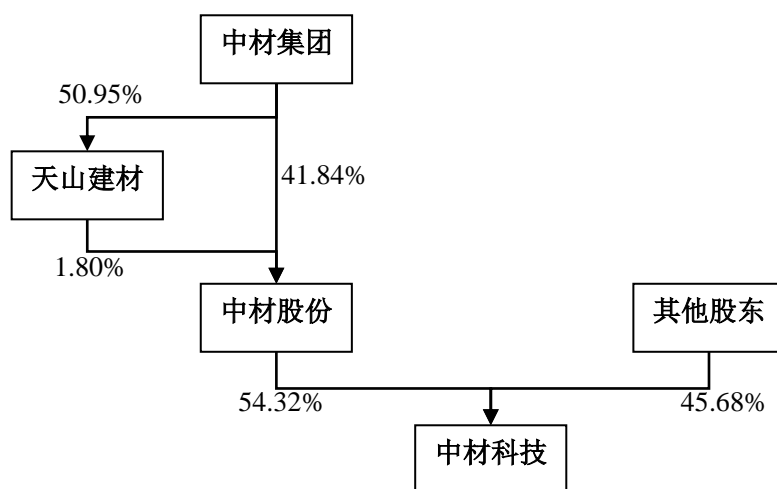 中材集团
50.95%
天山建材
41.84%
1.80%
中材股份
其他股东
54.32%
45.68%
中材科技